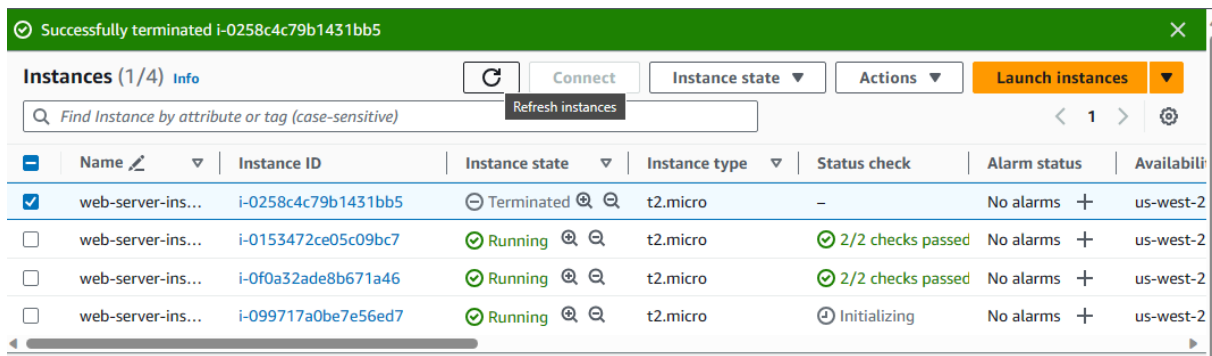 Successfully terminated i-0258c4c79b1431bb5
Instances (1/4) Info Connect Instance state Actions Launch instances
Refresh instances
Find Instance by attribute or tag (case-sensitive) 1
Name Instance ID Instance state Instance type Status check Alarm status Availabili
web-server-ins... i-0258c4c79b1431bb5 Terminated t2.micro – No alarms us-west-2
web-server-ins... i-0153472ce05c09bc7 Running t2.micro 2/2 checks passed No alarms us-west-2
web-server-ins... i-0f0a32ade8b671a46 Running t2.micro 2/2 checks passed No alarms us-west-2
web-server-ins... i-099717a0be7e56ed7 Running t2.micro Initializing No alarms us-west-2